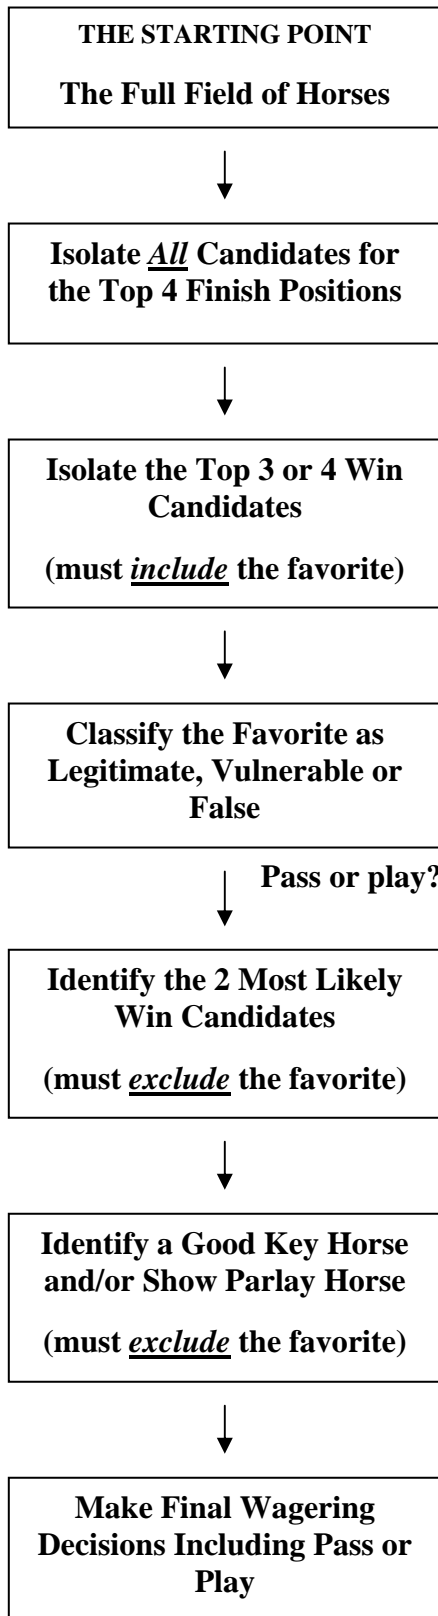 THE STARTING POINT
The Full Field of Horses
Isolate All Candidates for
the Top 4 Finish Positions
Isolate the Top 3 or 4 Win
Candidates
(must include the favorite)
Classify the Favorite as
Legitimate, Vulnerable or
False
Pass or play?
Identify the 2 Most Likely
Win Candidates
(must exclude the favorite)
Identify a Good Key Horse
and/or Show Parlay Horse
(must exclude the favorite)
Make Final Wagering
Decisions Including Pass or
Play